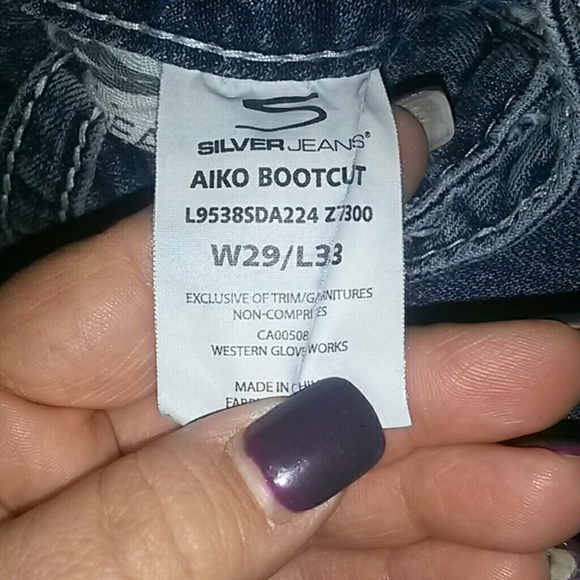 SILVER JEANS®
AIKO BOOTCUT
L9538SDA224 Z7300
W29/L33
EXCLUSIVE OF TRIM/GARNITURES
NON-COMPRISES
CA00508
WESTERN GLOVE WORKS
MADE IN CHINA